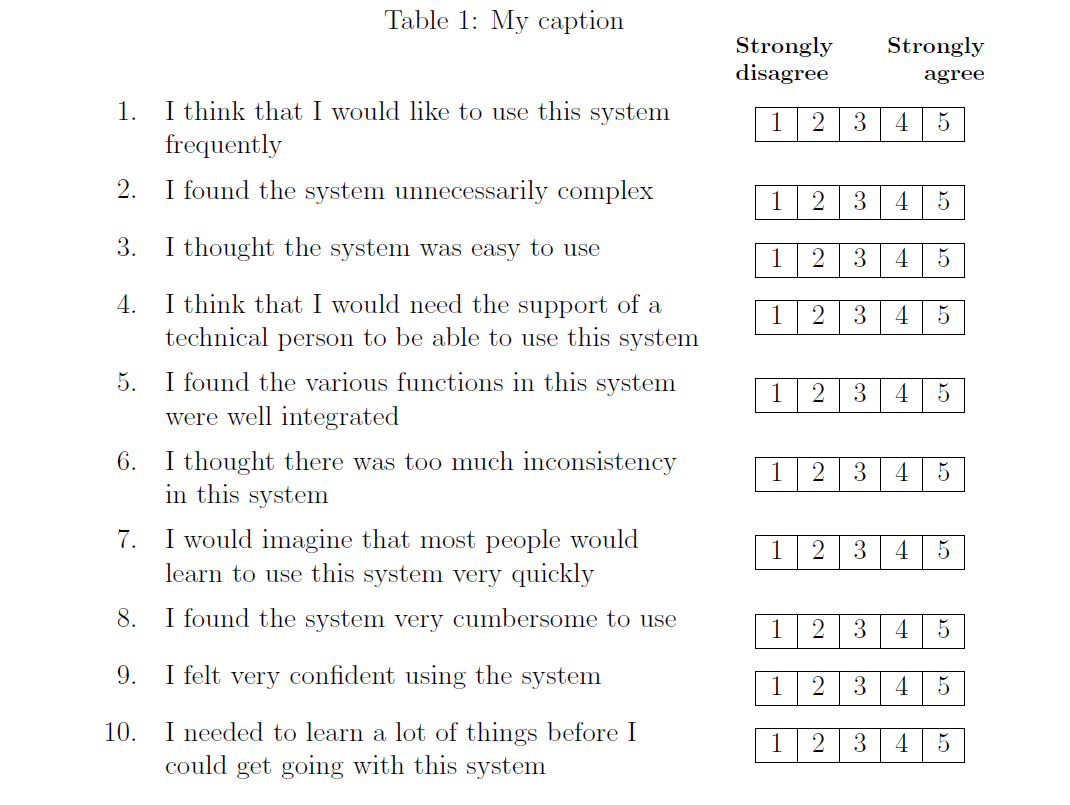 Table 1: My caption
Strongly Strongly
disagree agree
1. I think that I would like to use this system 1 2 3 4 5
frequently
2. I found the system unnecessarily complex 1 2 3 4 5
3. I thought the system was easy to use 1 2 3 4 5
4. I think that I would need the support of a 1 2 3 4 5
technical person to be able to use this system
5. I found the various functions in this system 1 2 3 4 5
were well integrated
6. I thought there was too much inconsistency 1 2 3 4 5
in this system
7. I would imagine that most people would 1 2 3 4 5
learn to use this system very quickly
8. I found the system very cumbersome to use 1 2 3 4 5
9. I felt very confident using the system 1 2 3 4 5
10. I needed to learn a lot of things before I 1 2 3 4 5
could get going with this system